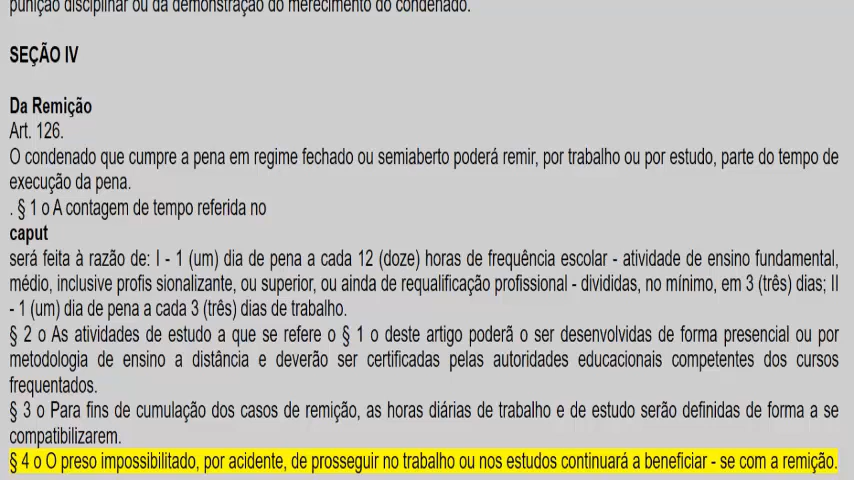 punição disciplinar ou da demonstração do merecimento do condenado.
SEÇÃO IV
Da Remição
Art. 126.
O condenado que cumpre a pena em regime fechado ou semiaberto poderá remir, por trabalho ou por estudo, parte do tempo de
execução da pena.
. § 1 o A contagem de tempo referida no
caput
será feita à razão de: I - 1 (um) dia de pena a cada 12 (doze) horas de frequência escolar - atividade de ensino fundamental,
médio, inclusive profis sionalizante, ou superior, ou ainda de requalificação profissional - divididas, no mínimo, em 3 (três) dias; II
- 1 (um) dia de pena a cada 3 (três) dias de trabalho.
§ 2 o As atividades de estudo a que se refere o § 1 o deste artigo poderã o ser desenvolvidas de forma presencial ou por
metodologia de ensino a distância e deverão ser certificadas pelas autoridades educacionais competentes dos cursos
frequentados.
§ 3 o Para fins de cumulação dos casos de remição, as horas diárias de trabalho e de estudo serão definidas de forma a se
compatibilizarem.
§ 4 o O preso impossibilitado, por acidente, de prosseguir no trabalho ou nos estudos continuará a beneficiar - se com a remição.